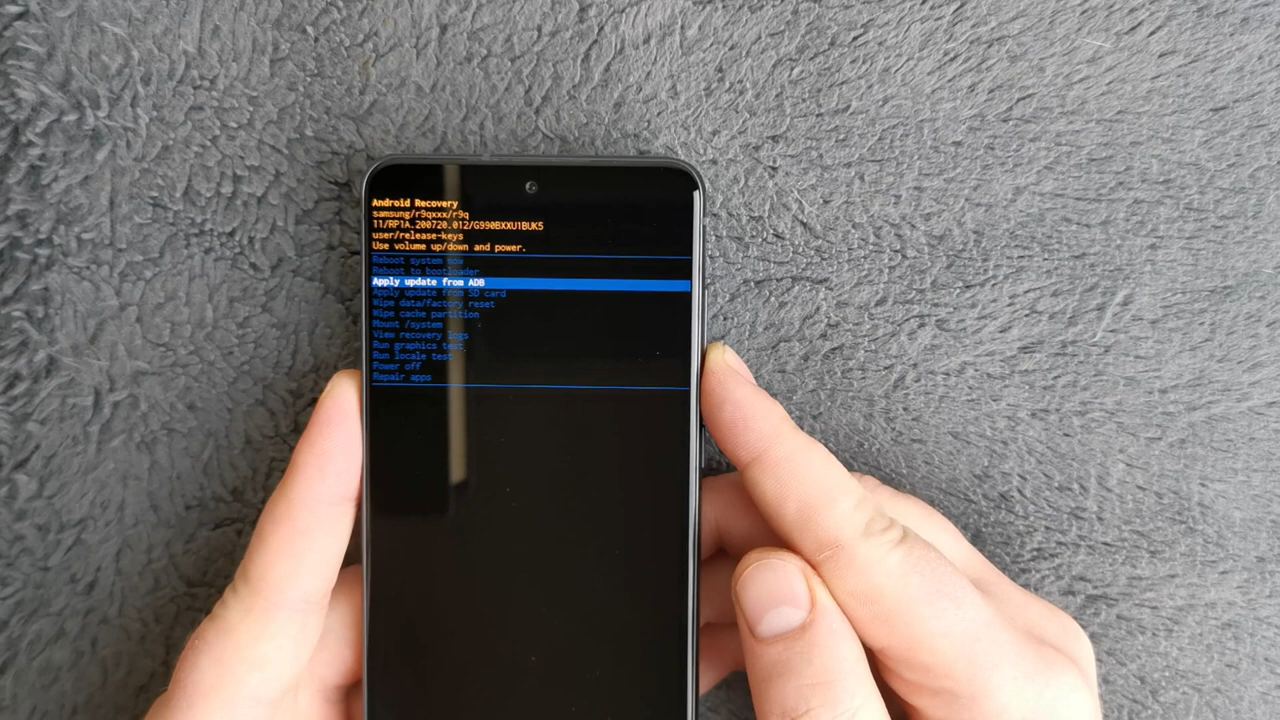 Android Recovery
samsung/r9qxxx/r9q
11/RP1A.200720.012/G990BXXU1BUK5
user/release-keys
Use volume up/down and power.
Reboot system now
Reboot to bootloader
Apply update from ADB
Apply update from SD card
Wipe data/factory reset
Wipe cache partition
Mount /system
View recovery logs
Run graphics test
Run locale test
Power off
Repair apps